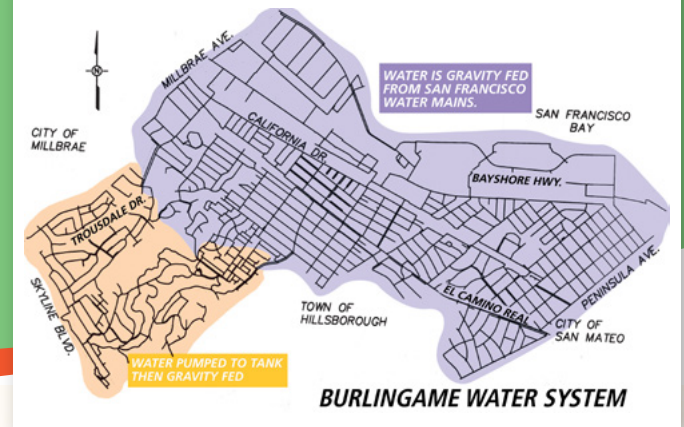 MILLBRAE AVE.
WATER IS GRAVITY FED
FROM SAN FRANCISCO
WATER MAINS.
N
SAN FRANCISCO
BAY
CITY OF
MILLBRAE
CALIFORNIA DR.
BAYSHORE HWY.
TROUSDALE DR.
SKYLINE BLVD.
TOWN OF
HILLSBOROUGH
EL CAMINO REAL
PENINSULA AVE.
CITY OF
SAN MATEO
WATER PUMPED TO TANK
THEN GRAVITY FED
BURLINGAME WATER SYSTEM